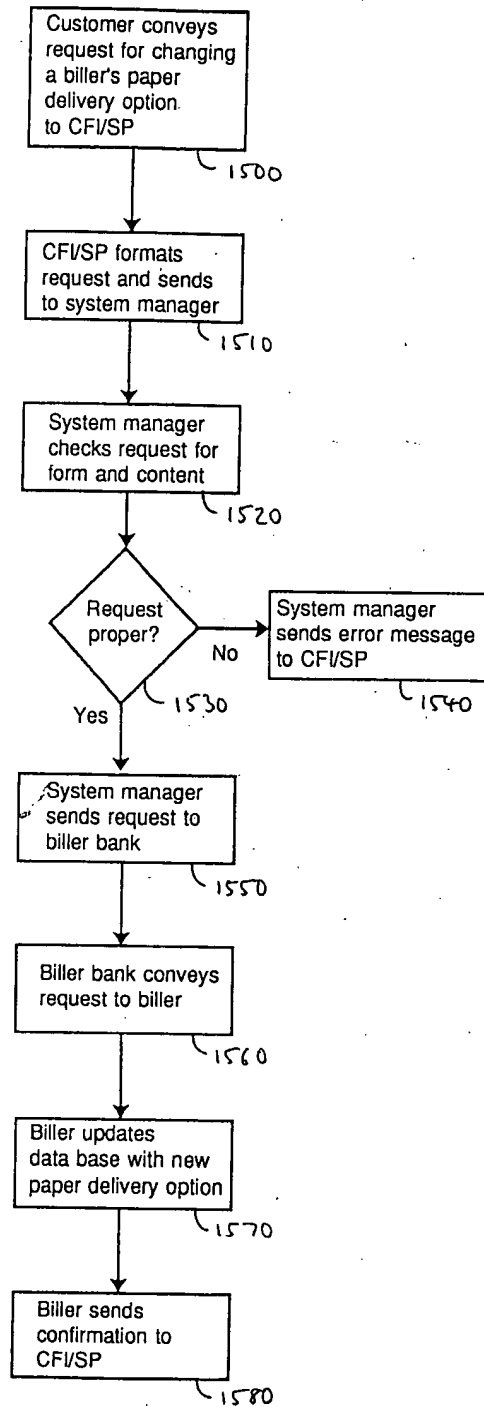 Customer conveys
request for changing
a biller's paper
delivery option
to CFI/SP
1500
CFI/SP formats
request and sends
to system manager
1510
System manager
checks request for
form and content
1520
Request
proper?
No
System manager
sends error message
to CFI/SP
1540
1530
Yes
System manager
sends request to
biller bank
1550
Biller bank conveys
request to biller
1560
Biller updates
data base with new
paper delivery option
1570
Biller sends
confirmation to
CFI/SP
1580